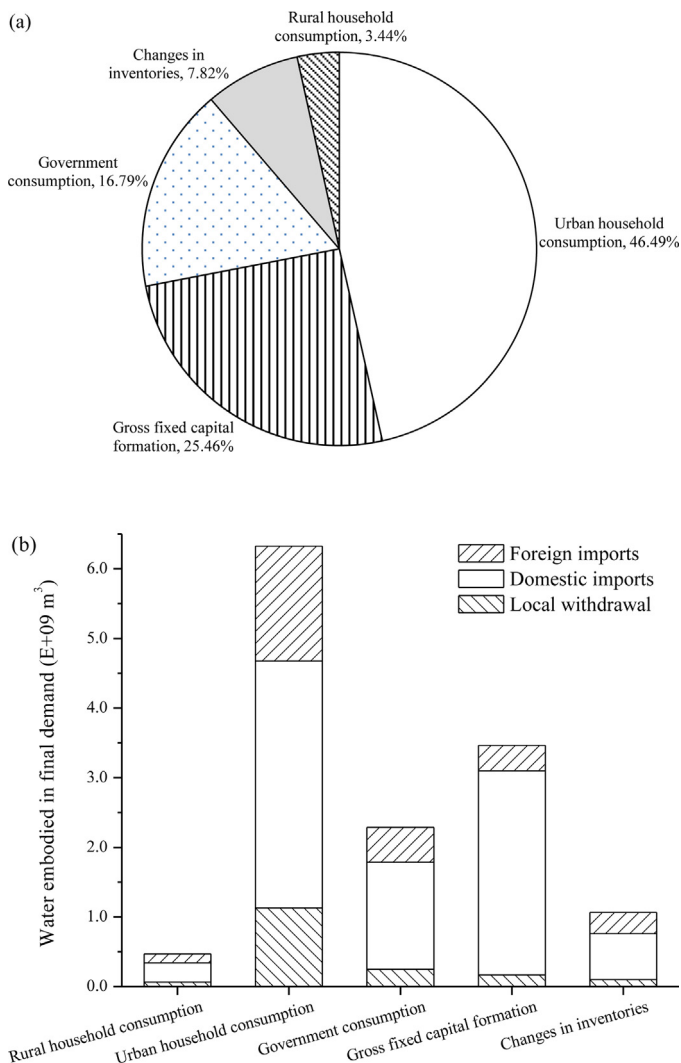 (a)
Rural household
consumption, 3.44%
Changes in
inventories, 7.82%
Government
consumption, 16.79%
Urban household
consumption, 46.49%
Gross fixed capital
formation, 25.46%
(b)
Water embodied in final demand (E+09 m³)
6.0
5.0
4.0
3.0
2.0
1.0
0.0
Foreign imports
Domestic imports
Local withdrawal
Rural household consumption
Urban household consumption
Government consumption
Gross fixed capital formation
Changes in inventories